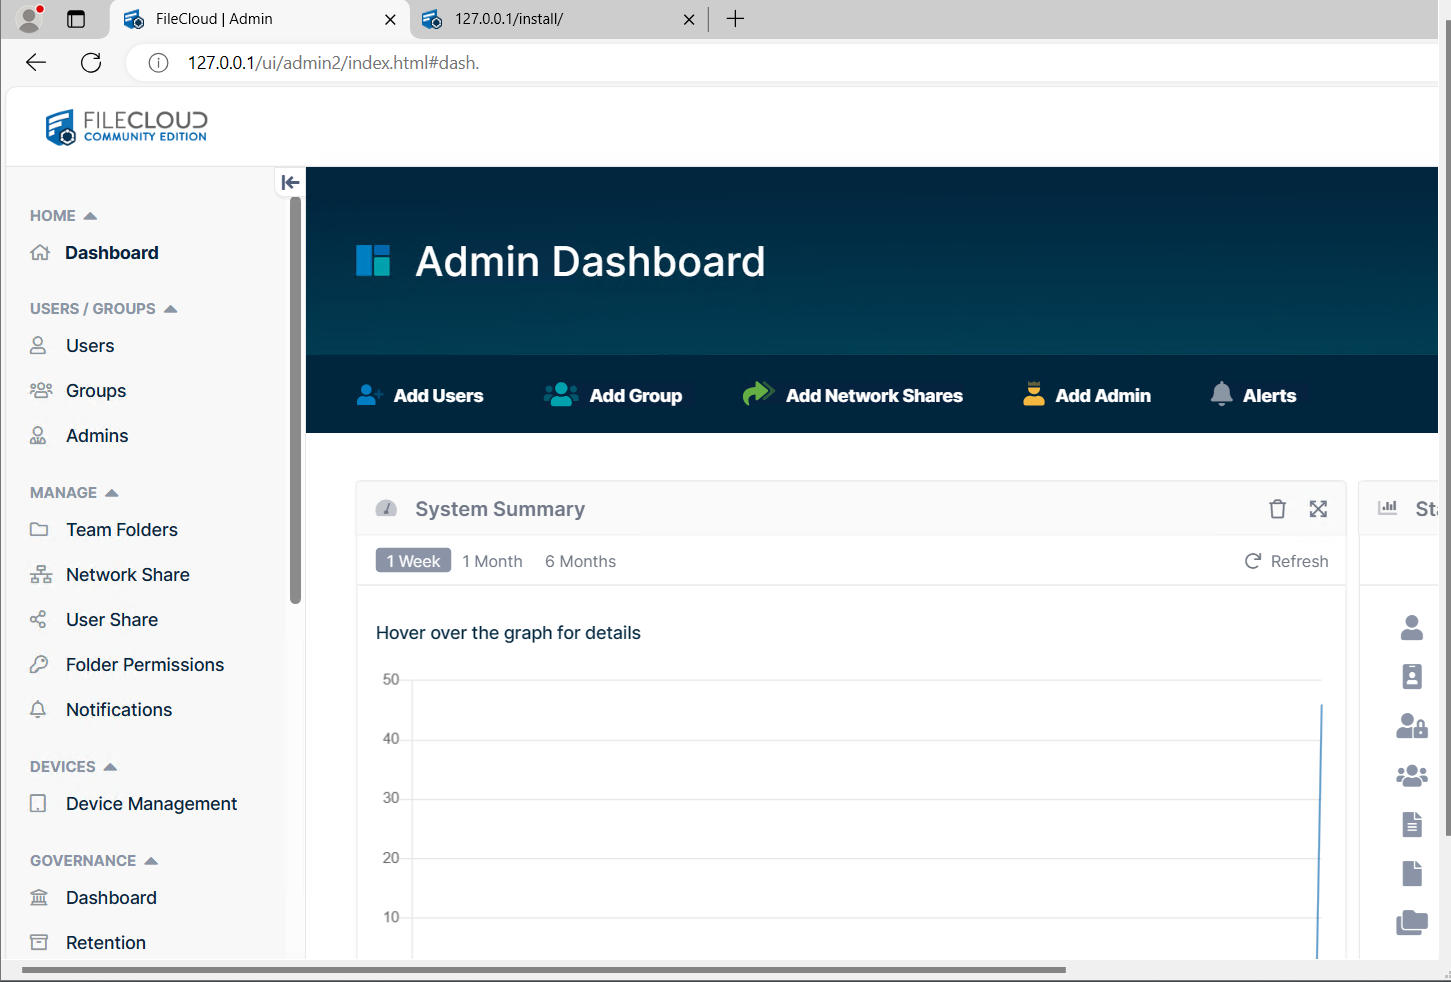 FileCloud | Admin
127.0.0.1/install/
127.0.0.1/ui/admin2/index.html#dash.
FILECLOUD
COMMUNITY EDITION
HOME
Dashboard
USERS / GROUPS
Users
Groups
Admins
MANAGE
Team Folders
Network Share
User Share
Folder Permissions
Notifications
DEVICES
Device Management
GOVERNANCE
Dashboard
Retention
Admin Dashboard
Add Users
Add Group
Add Network Shares
Add Admin
Alerts
System Summary
1 Week
1 Month
6 Months
Refresh
Hover over the graph for details
50
40
30
20
10